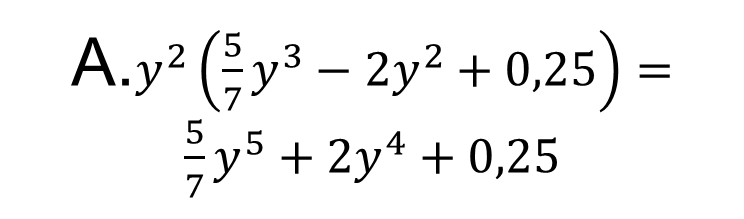 A. y² (5/7 y³ − 2y² + 0,25) =
5/7 y⁵ + 2y⁴ + 0,25